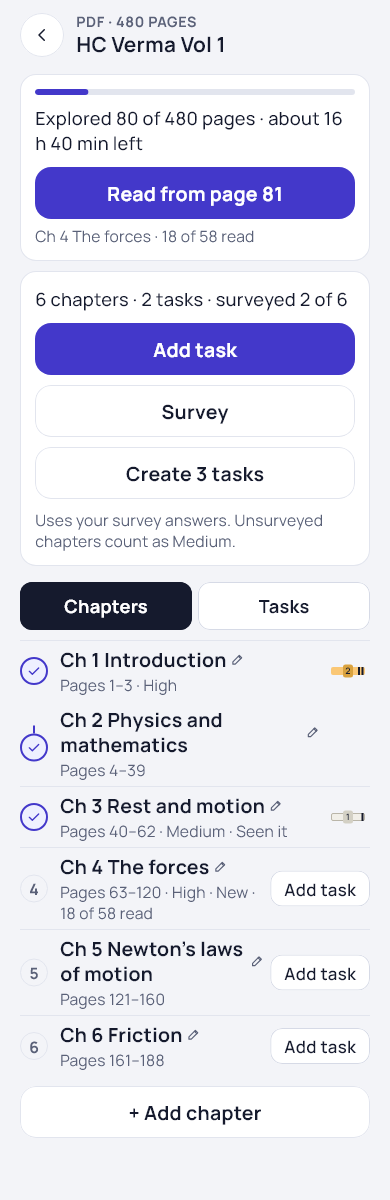 PDF · 480 PAGES
HC Verma Vol 1
Explored 80 of 480 pages · about 16
h 40 min left
Read from page 81
Ch 4 The forces · 18 of 58 read
6 chapters · 2 tasks · surveyed 2 of 6
Add task
Survey
Create 3 tasks
Uses your survey answers. Unsurveyed
chapters count as Medium.
Chapters
Tasks
Ch 1 Introduction
2
Pages 1–3 · High
Ch 2 Physics and
mathematics
Pages 4–39
Ch 3 Rest and motion
1
Pages 40–62 · Medium · Seen it
4
Ch 4 The forces
Pages 63–120 · High · New ·
18 of 58 read
Add task
5
Ch 5 Newton's laws
of motion
Pages 121–160
Add task
6
Ch 6 Friction
Pages 161–188
Add task
+ Add chapter